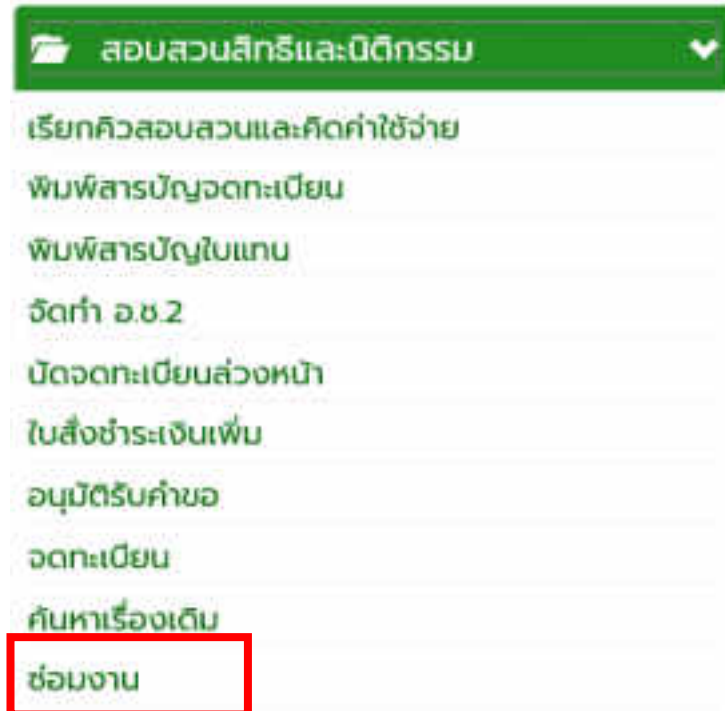 สอบสวนสิทธิและนิติกรรม
เรียกคิวสอบสวนและคิดค่าใช้จ่าย
พิมพ์สารบัญจดทะเบียน
พิมพ์สารบัญใบแทน
จัดทำ อ.ช.2
นัดจดทะเบียนล่วงหน้า
ใบสั่งชำระเงินเพิ่ม
อนุมัติรับคำขอ
จดทะเบียน
ค้นหาเรื่องเดิม
ซ่อมงาน